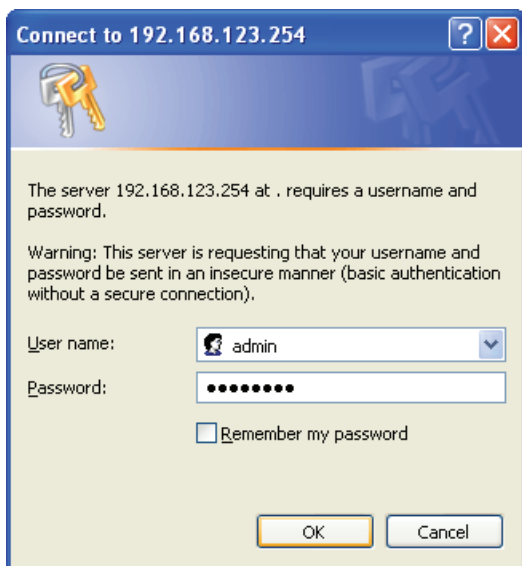 Connect to 192.168.123.254
The server 192.168.123.254 at . requires a username and
password.
Warning: This server is requesting that your username and
password be sent in an insecure manner (basic authentication
without a secure connection).
User name:
admin
Password:
••••••••
Remember my password
OK
Cancel